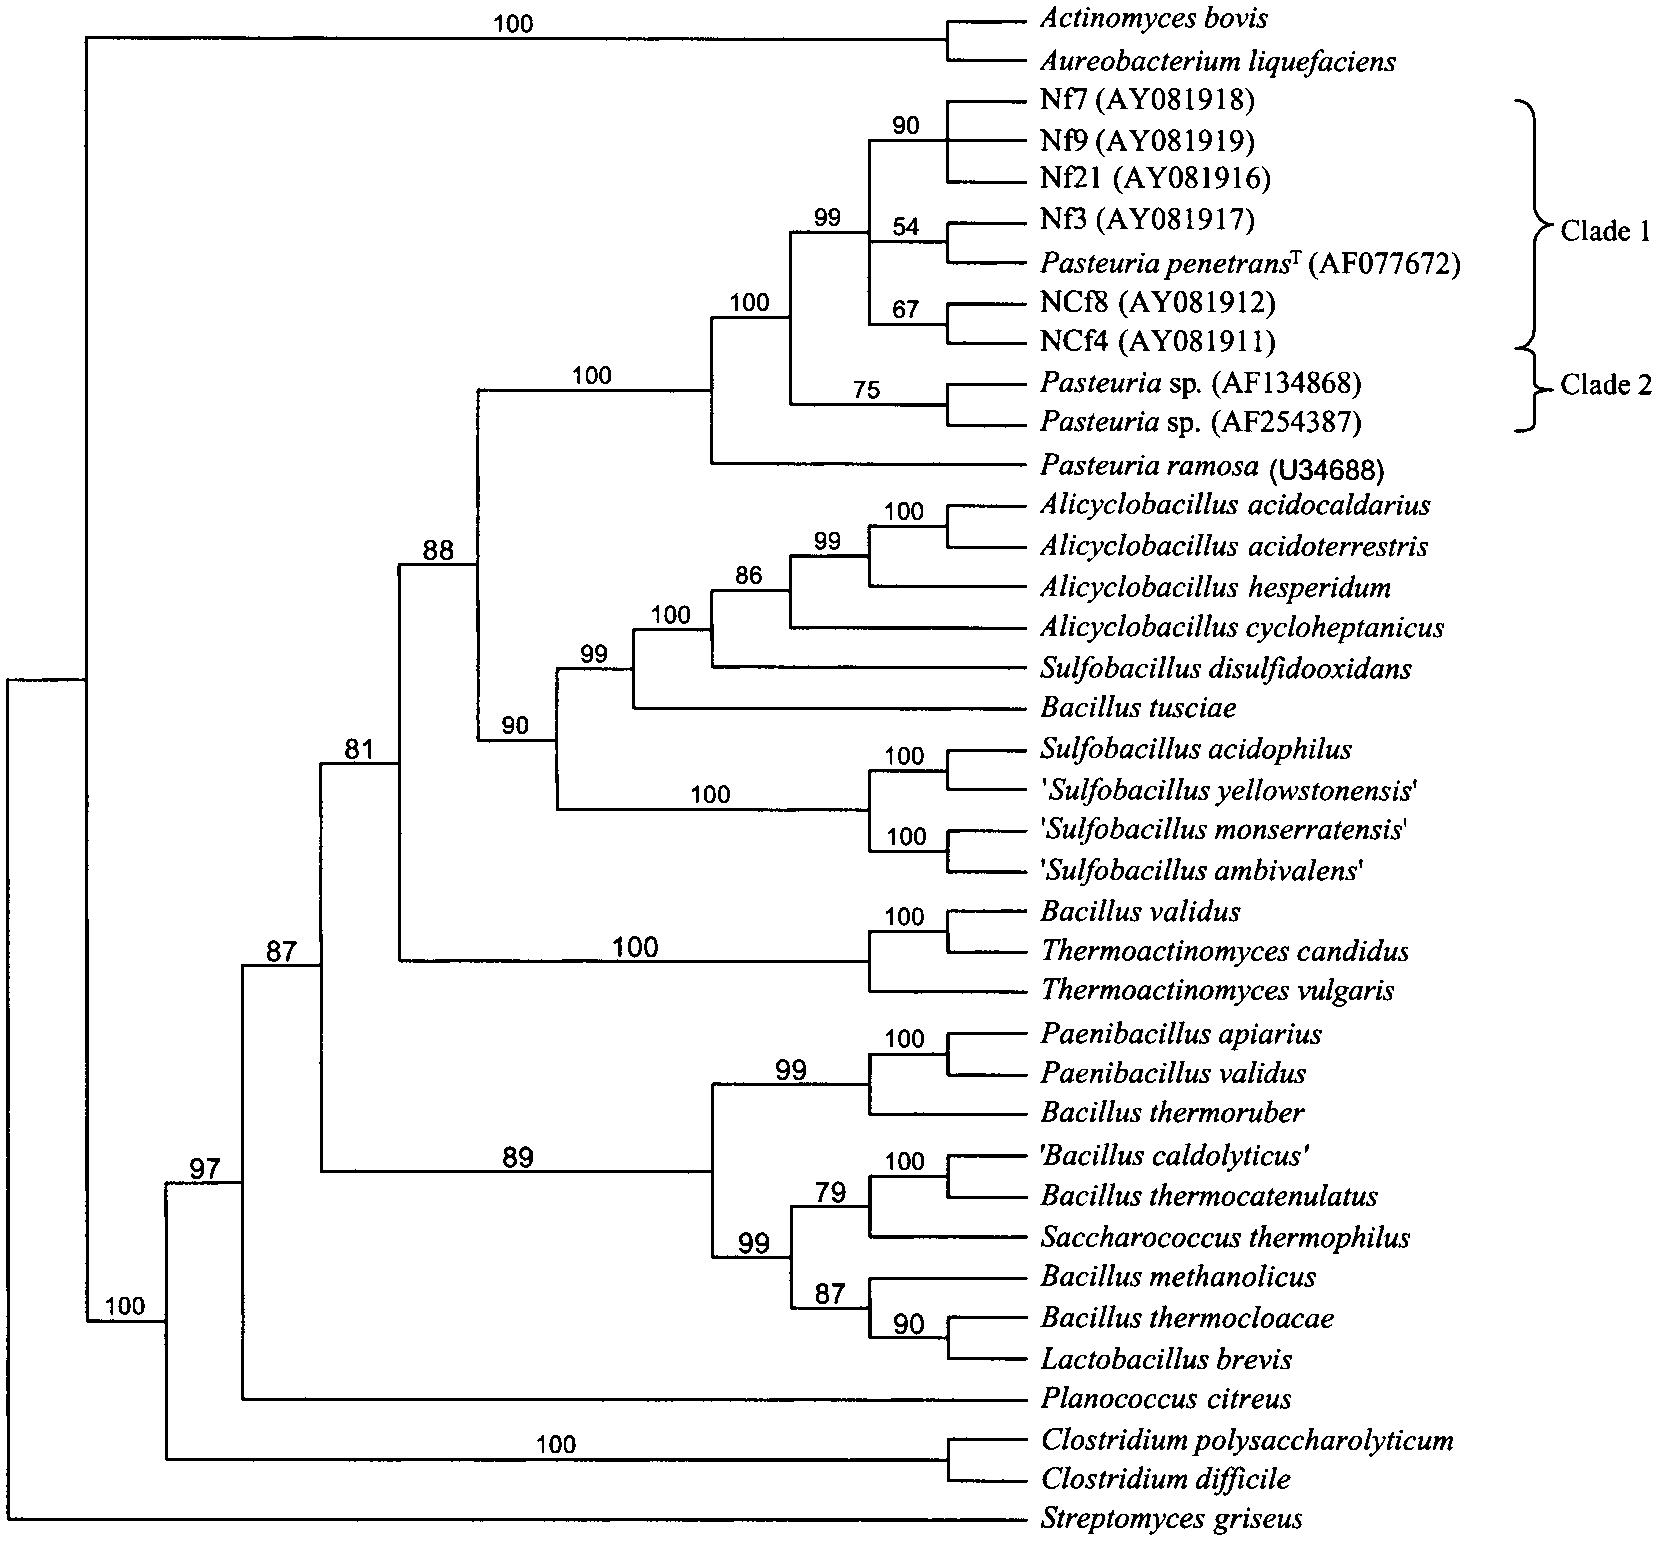 100
Actinomyces bovis
Aureobacterium liquefaciens
Nf7 (AY081918)
90
Nf9 (AY081919)
Nf21 (AY081916)
99
Nf3 (AY081917)
54
Clade 1
Pasteuria penetransᵀ (AF077672)
100
67
NCf8 (AY081912)
NCf4 (AY081911)
100
75
Pasteuria sp. (AF134868)
Clade 2
Pasteuria sp. (AF254387)
Pasteuria ramosa (U34688)
100
Alicyclobacillus acidocaldarius
99
Alicyclobacillus acidoterrestris
88
86
Alicyclobacillus hesperidum
100
Alicyclobacillus cycloheptanicus
99
Sulfobacillus disulfidooxidans
Bacillus tusciae
90
81
100
Sulfobacillus acidophilus
100
'Sulfobacillus yellowstonensis'
100
'Sulfobacillus monserratensis'
'Sulfobacillus ambivalens'
100
Bacillus validus
87
100
Thermoactinomyces candidus
Thermoactinomyces vulgaris
100
Paenibacillus apiarius
99
Paenibacillus validus
Bacillus thermoruber
97
89
100
'Bacillus caldolyticus'
79
Bacillus thermocatenulatus
99
Saccharococcus thermophilus
87
Bacillus methanolicus
100
90
Bacillus thermocloacae
Lactobacillus brevis
Planococcus citreus
100
Clostridium polysaccharolyticum
Clostridium difficile
Streptomyces griseus